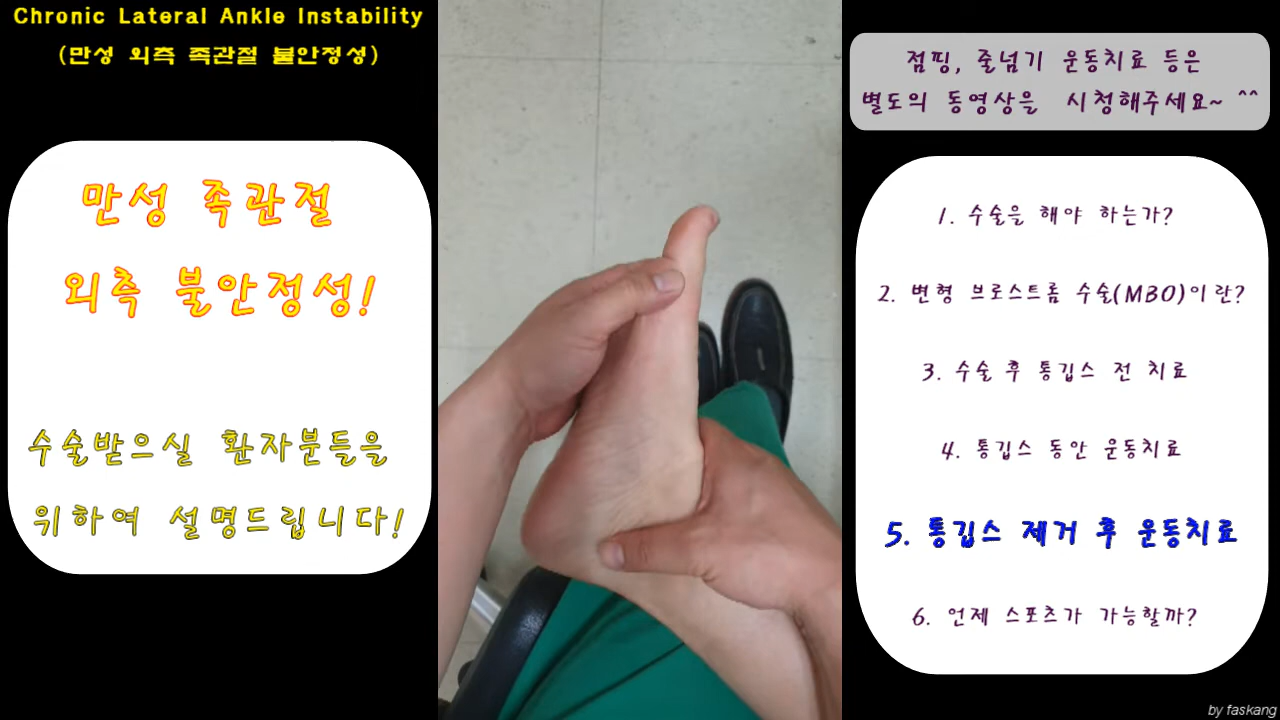 Chronic Lateral Ankle Instability
(만성 외측 족관절 불안정성)
만성 족관절
외측 불안정성!
수술받으실 환자분들을
위하여 설명드립니다!
점핑, 줄넘기 운동치료 등은
별도의 동영상을 시청해주세요~ ^^
1. 수술을 해야 하는가?
2. 변형 브로스트롬 수술(MBO)이란?
3. 수술 후 통깁스 전 치료
4. 통깁스 동안 운동치료
5. 통깁스 제거 후 운동치료
6. 언제 스포츠가 가능할까?
by faskang